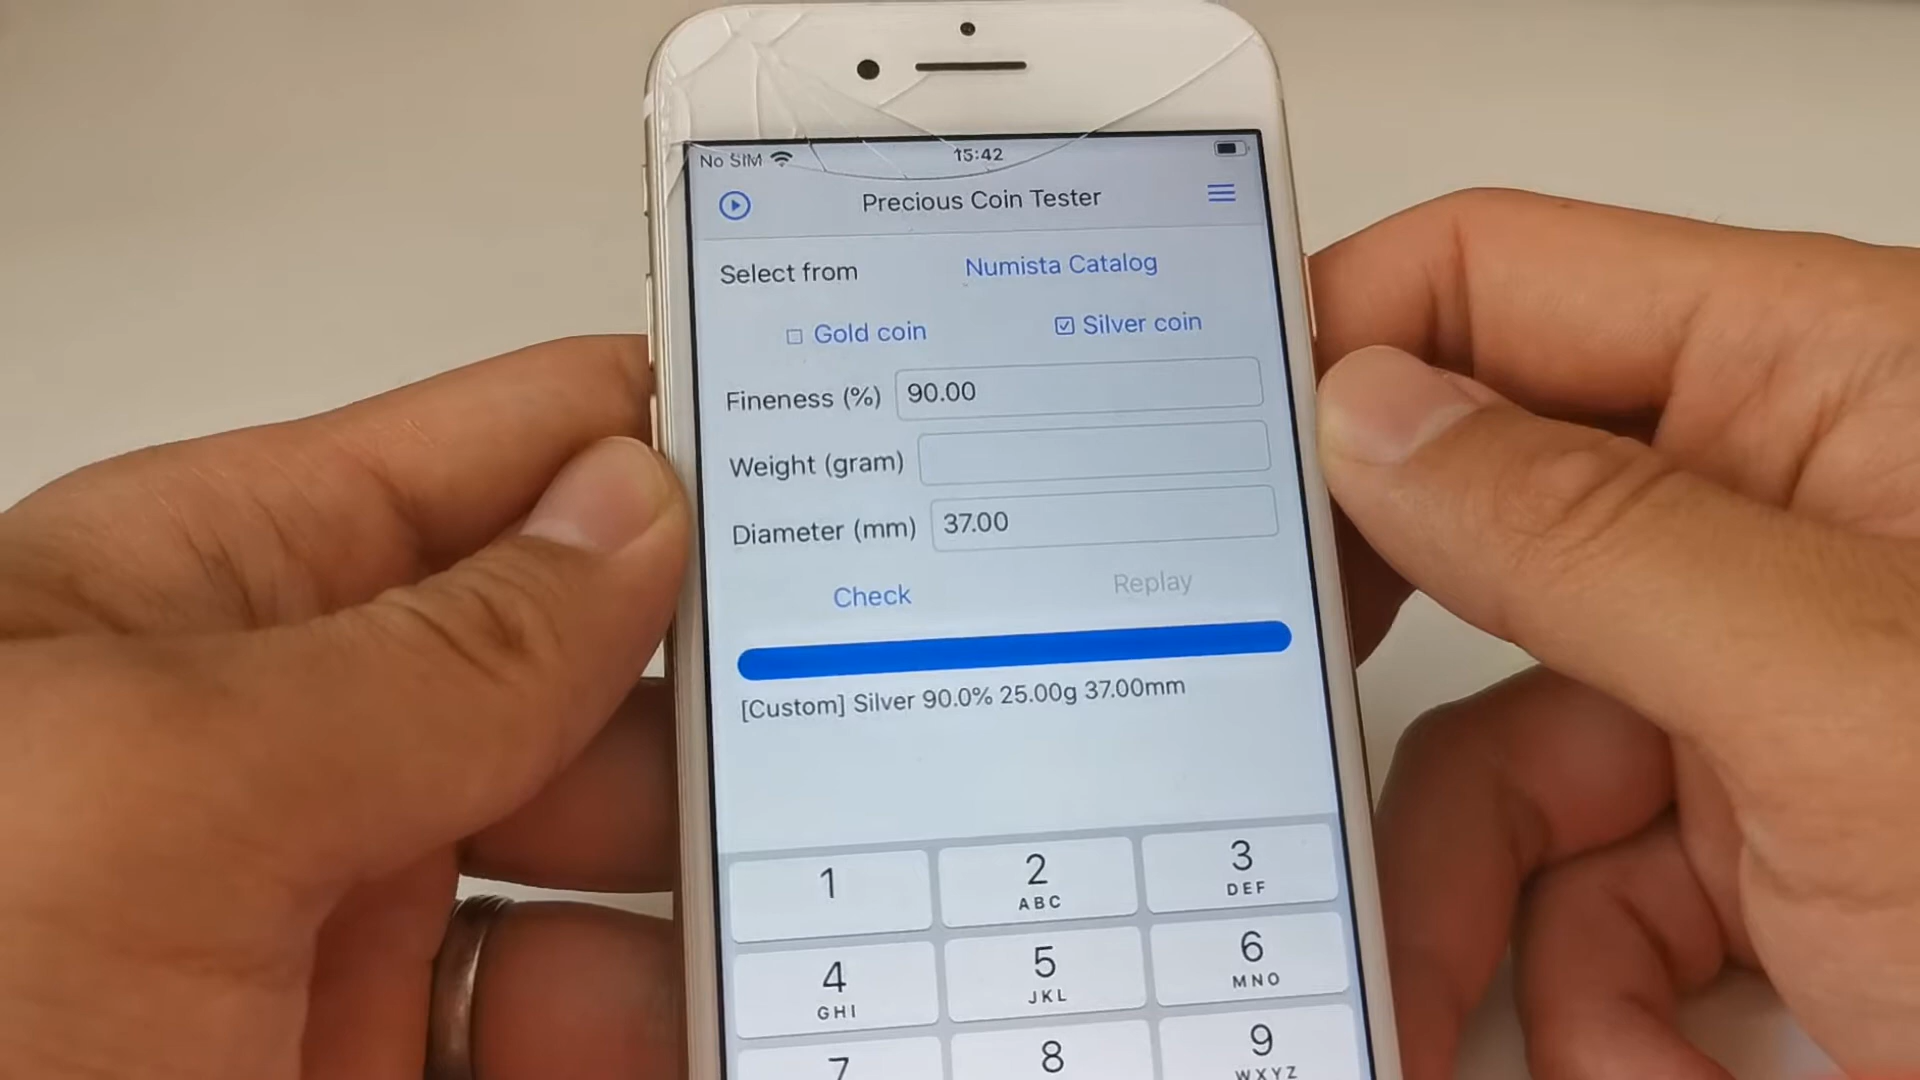 No SIM 15:42
Precious Coin Tester
Select from Numista Catalog
Gold coin Silver coin
Fineness (%) 90.00
Weight (gram)
Diameter (mm) 37.00
Check Replay
[Custom] Silver 90.0% 25.00g 37.00mm
1 2 3
ABC DEF
4 5 6
GHI JKL MNO
7 8 9
WXYZ